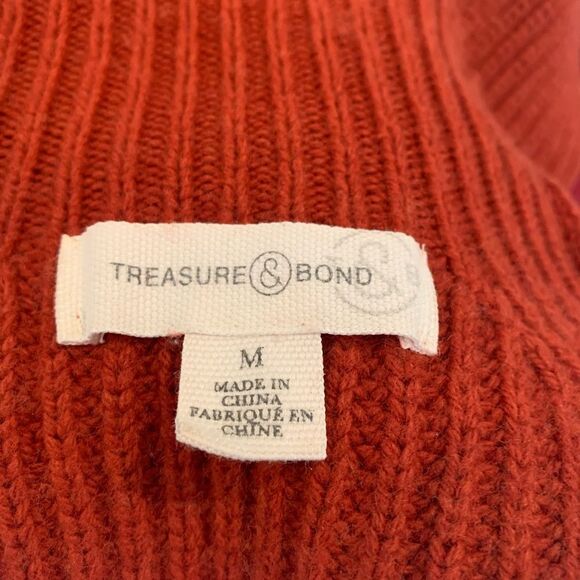 TREASURE & BOND
M
MADE IN
CHINA
FABRIQUÉ EN
CHINE